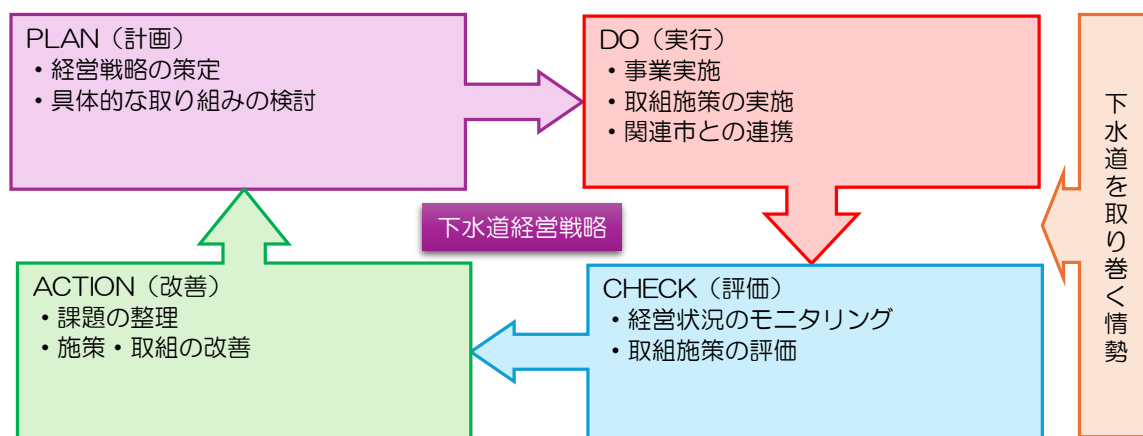 PLAN（計画）
・経営戦略の策定
・具体的な取り組みの検討
DO（実行）
・事業実施
・取組施策の実施
・関連市との連携
下水道経営戦略
ACTION（改善）
・課題の整理
・施策・取組の改善
CHECK（評価）
・経営状況のモニタリング
・取組施策の評価
下水道を取り巻く情勢